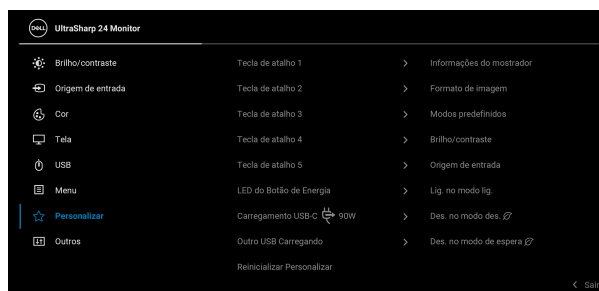 DELL UltraSharp 24 Monitor
Brilho/contraste Tecla de atalho 1 Informações do mostrador
Origem de entrada Tecla de atalho 2 Formato de imagem
Cor Tecla de atalho 3 Modos predefinidos
Tela Tecla de atalho 4 Brilho/contraste
USB Tecla de atalho 5 Origem de entrada
Menu LED do Botão de Energia Lig. no modo lig.
Personalizar Carregamento USB-C 90W Des. no modo des.
Outros Outro USB Carregando Des. no modo de espera
Reinicializar Personalizar
Sair